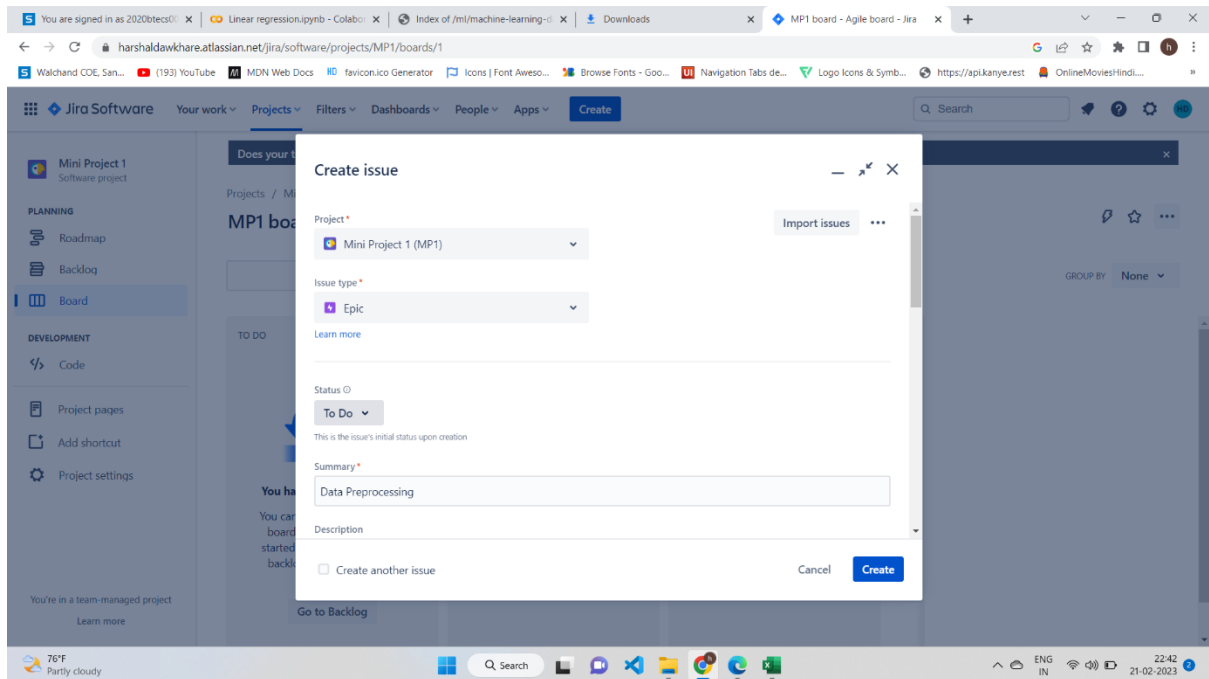 You are signed in as 2020btecs0
Linear regression.ipynb - Colabo
Index of /ml/machine-learning-d
Downloads
MP1 board - Agile board - Jira
harshaldawkhare.atlassian.net/jira/software/projects/MP1/boards/1
h
Walchand COE, San...
(193) YouTube
MDN Web Docs
favicon.ico Generator
Icons | Font Aweso...
Browse Fonts - Goo...
Navigation Tabs de...
Logo Icons & Symb...
https://api.kanye.rest
OnlineMoviesHindi....
Jira Software
Your work
Projects
Filters
Dashboards
People
Apps
Create
Search
HD
Does your t
Mini Project 1
Software project
Projects / Mi
MP1 boa
PLANNING
Roadmap
Backlog
Board
DEVELOPMENT
Code
Project pages
Add shortcut
Project settings
You're in a team-managed project
Learn more
GROUP BY None
TO DO
You ha
You car
board
started
backlo
Go to Backlog
Create issue
Project *
Import issues
Mini Project 1 (MP1)
Issue type *
Epic
Learn more
Status
To Do
This is the issue's initial status upon creation
Summary *
Data Preprocessing
Description
Create another issue
Cancel
Create
76°F
Partly cloudy
Search
ENG
IN
22:42
21-02-2023
2